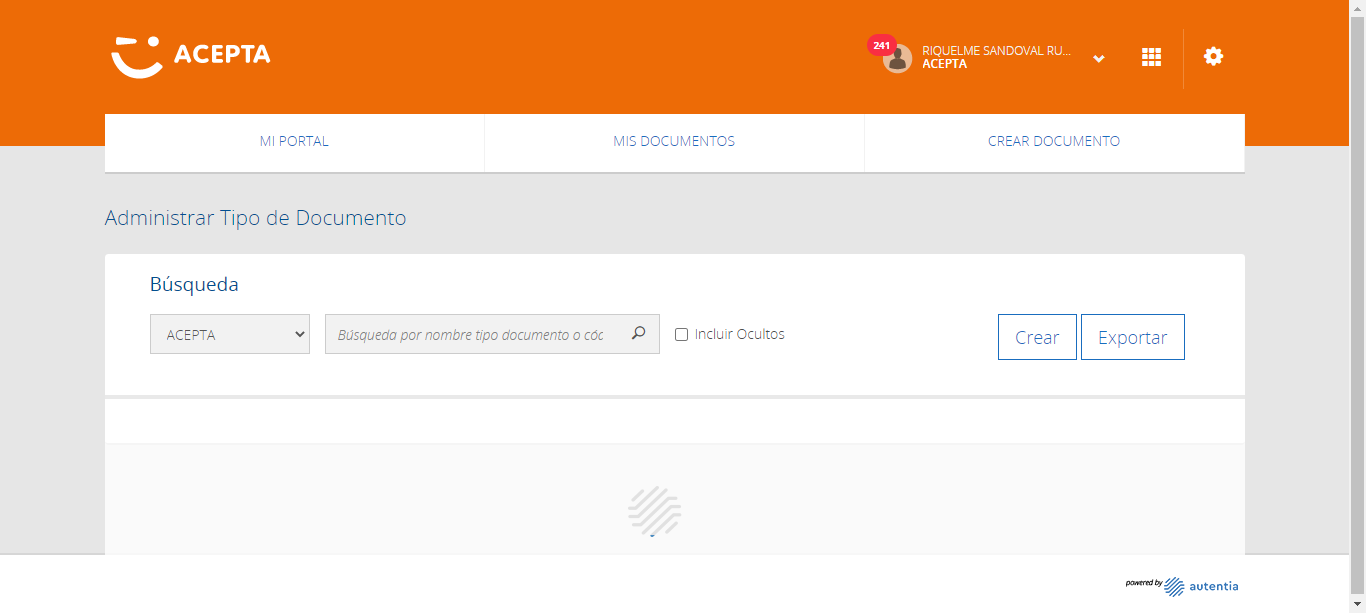 ACEPTA
241
RIQUELME SANDOVAL RU...
ACEPTA
MI PORTAL
MIS DOCUMENTOS
CREAR DOCUMENTO
Administrar Tipo de Documento
Búsqueda
ACEPTA
Búsqueda por nombre tipo documento o cóc
Incluir Ocultos
Crear
Exportar
powered by autentia